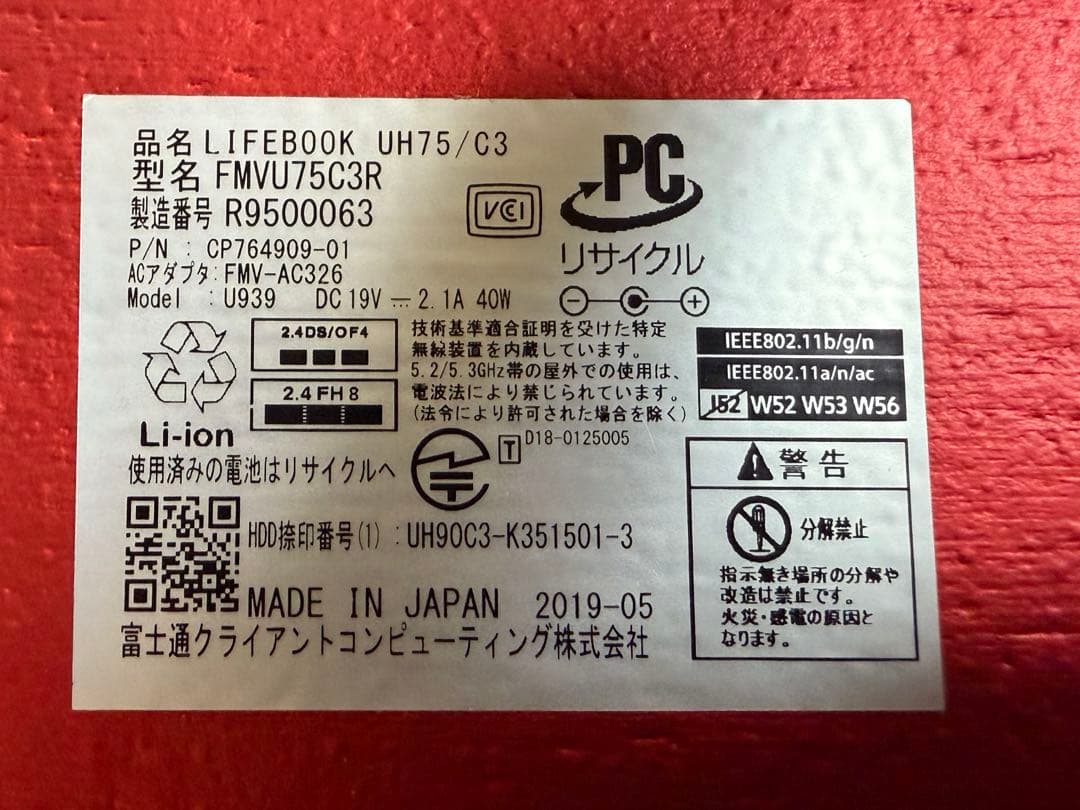 品名 LIFEBOOK UH75/C3
型名 FMVU75C3R
製造番号 R9500063
P/N : CP764909-01
ACアダプタ: FMV-AC326
Model : U939 DC 19V ⎓ 2.1A 40W
VCI
PC
リサイクル
2.4DS/OF4
2.4FH8
技術基準適合証明を受けた特定
無線装置を内蔵しています。
5.2/5.3GHz帯の屋外での使用は、
電波法により禁じられています。
(法令により許可された場合を除く)
T D18-0125005
IEEE802.11b/g/n
IEEE802.11a/n/ac
J52 W52 W53 W56
Li-ion
使用済みの電池はリサイクルへ
HDD捺印番号(1) : UH90C3-K351501-3
MADE IN JAPAN 2019-05
富士通クライアントコンピューティング株式会社
警告
分解禁止
指示無き場所の分解や
改造は禁止です。
火災・感電の原因と
なります。